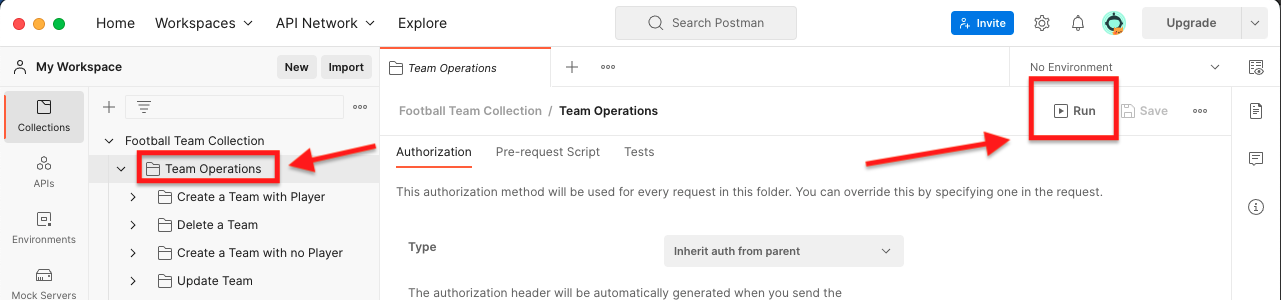 Home Workspaces API Network Explore Search Postman Invite Upgrade
My Workspace New Import Team Operations No Environment
Collections
APIs
Environments
Mock Servers
Football Team Collection
Team Operations
Create a Team with Player
Delete a Team
Create a Team with no Player
Update Team
Football Team Collection / Team Operations Run Save
Authorization Pre-request Script Tests
This authorization method will be used for every request in this folder. You can override this by specifying one in the request.
Type Inherit auth from parent
The authorization header will be automatically generated when you send the